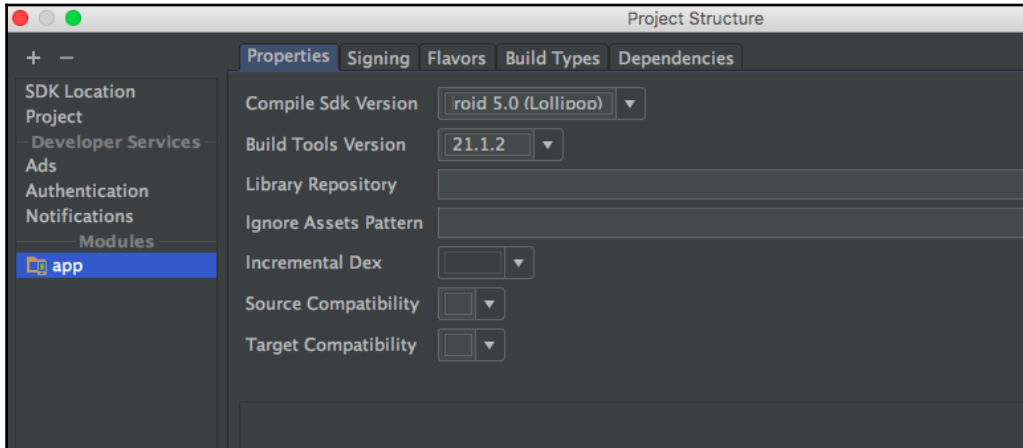 Project Structure
+ −
Properties Signing Flavors Build Types Dependencies
SDK Location
Project
Developer Services
Ads
Authentication
Notifications
Modules
app
Compile Sdk Version roid 5.0 (Lollipop)
Build Tools Version 21.1.2
Library Repository
Ignore Assets Pattern
Incremental Dex
Source Compatibility
Target Compatibility